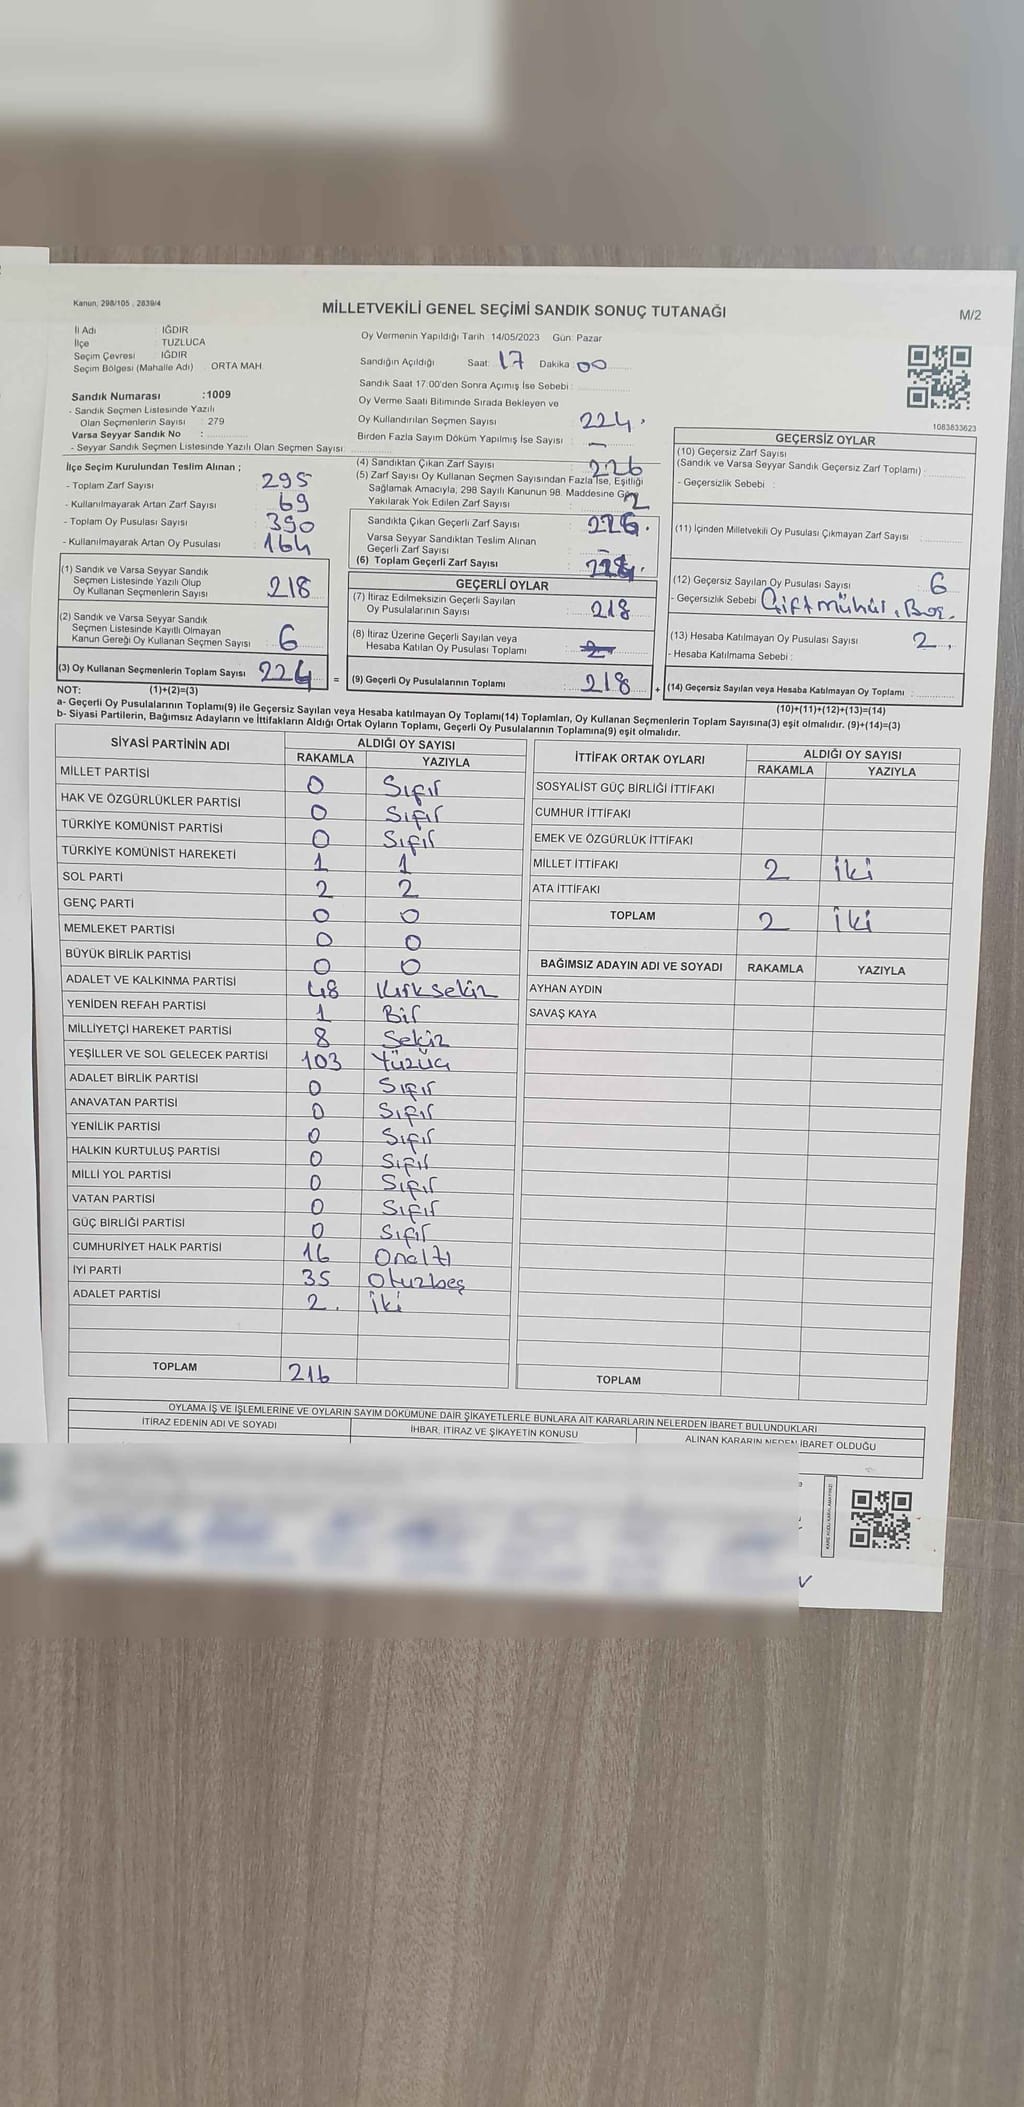 Kanun; 298/105 , 2839/4
MİLLETVEKİLİ GENEL SEÇİMİ SANDIK SONUÇ TUTANAĞI
M/2
İl Adı : IĞDIR
İlçe : TUZLUCA
Seçim Çevresi : IĞDIR
Seçim Bölgesi (Mahalle Adı) : ORTA MAH.
Sandık Numarası :1009
- Sandık Seçmen Listesinde Yazılı
Olan Seçmenlerin Sayısı : 279
Varsa Seyyar Sandık No :
- Seyyar Sandık Seçmen Listesinde Yazılı Olan Seçmen Sayısı:
Oy Vermenin Yapıldığı Tarih :14/05/2023 Gün: Pazar
Sandığın Açıldığı Saat: 17 Dakika: 00
Sandık Saat 17:00'den Sonra Açımış İse Sebebi :
Oy Verme Saati Bitiminde Sırada Bekleyen ve
Oy Kullandırılan Seçmen Sayısı : 224.
Birden Fazla Sayım Döküm Yapılmış İse Sayısı : —
1083833623
İlçe Seçim Kurulundan Teslim Alınan ;
- Toplam Zarf Sayısı : 295
- Kullanılmayarak Artan Zarf Sayısı : 69
- Toplam Oy Pusulası Sayısı : 390
- Kullanılmayarak Artan Oy Pusulası : 164
(1) Sandık ve Varsa Seyyar Sandık
Seçmen Listesinde Yazılı Olup
Oy Kullanan Seçmenlerin Sayısı : 218
(2) Sandık ve Varsa Seyyar Sandık
Seçmen Listesinde Kayıtlı Olmayan
Kanun Gereği Oy Kullanan Seçmen Sayısı : 6
(3) Oy Kullanan Seçmenlerin Toplam Sayısı : 224
(4) Sandıktan Çıkan Zarf Sayısı : 226
(5) Zarf Sayısı Oy Kullanan Seçmen Sayısından Fazla İse, Eşitliği
Sağlamak Amacıyla, 298 Sayılı Kanunun 98. Maddesine Göre
Yakılarak Yok Edilen Zarf Sayısı : 2
Sandıkta Çıkan Geçerli Zarf Sayısı
Varsa Seyyar Sandıktan Teslim Alınan
Geçerli Zarf Sayısı : —
(6) Toplam Geçerli Zarf Sayısı
GEÇERLİ OYLAR
(7) İtiraz Edilmeksizin Geçerli Sayılan
Oy Pusulalarının Sayısı : 218
(8) İtiraz Üzerine Geçerli Sayılan veya
Hesaba Katılan Oy Pusulası Toplamı
= (9) Geçerli Oy Pusulalarının Toplamı : 218
GEÇERSİZ OYLAR
(10) Geçersiz Zarf Sayısı
(Sandık ve Varsa Seyyar Sandık Geçersiz Zarf Toplamı) :
- Geçersizlik Sebebi :
(11) İçinden Milletvekili Oy Pusulası Çıkmayan Zarf Sayısı :
(12) Geçersiz Sayılan Oy Pusulası Sayısı : 6
- Geçersizlik Sebebi : Çift mühür, Boş.
(13) Hesaba Katılmayan Oy Pusulası Sayısı : 2.
- Hesaba Katılmama Sebebi :
+ (14) Geçersiz Sayılan veya Hesaba Katılmayan Oy Toplamı :
NOT: (1)+(2)=(3)
(10)+(11)+(12)+(13)=(14)
a- Geçerli Oy Pusulalarının Toplamı(9) ile Geçersiz Sayılan veya Hesaba katılmayan Oy Toplamı(14) Toplamları, Oy Kullanan Seçmenlerin Toplam Sayısına(3) eşit olmalıdır. (9)+(14)=(3)
b- Siyasi Partilerin, Bağımsız Adayların ve İttifakların Aldığı Ortak Oyların Toplamı, Geçerli Oy Pusulalarının Toplamına(9) eşit olmalıdır.
SİYASİ PARTİNİN ADI ALDIĞI OY SAYISI
RAKAMLA YAZIYLA
MİLLET PARTİSİ 0 Sıfır
HAK VE ÖZGÜRLÜKLER PARTİSİ 0 Sıfır
TÜRKİYE KOMÜNİST PARTİSİ 0 Sıfır
TÜRKİYE KOMÜNİST HAREKETİ 1 1
SOL PARTİ 2 2
GENÇ PARTİ 0 0
MEMLEKET PARTİSİ 0 0
BÜYÜK BİRLİK PARTİSİ 0 0
ADALET VE KALKINMA PARTİSİ 48 Kırksekiz
YENİDEN REFAH PARTİSİ 1 Bir
MİLLİYETÇİ HAREKET PARTİSİ 8 Sekiz
YEŞİLLER VE SOL GELECEK PARTİSİ 103 Yüzüç
ADALET BİRLİK PARTİSİ 0 Sıfır
ANAVATAN PARTİSİ 0 Sıfır
YENİLİK PARTİSİ 0 Sıfır
HALKIN KURTULUŞ PARTİSİ 0 Sıfır
MİLLİ YOL PARTİSİ 0 Sıfır
VATAN PARTİSİ 0 Sıfır
GÜÇ BİRLİĞİ PARTİSİ 0 Sıfır
CUMHURİYET HALK PARTİSİ 16 Onaltı
İYİ PARTİ 35 Otuzbeş
ADALET PARTİSİ 2. İki
TOPLAM 216
İTTİFAK ORTAK OYLARI ALDIĞI OY SAYISI
RAKAMLA YAZIYLA
SOSYALİST GÜÇ BİRLİĞİ İTTİFAKI
CUMHUR İTTİFAKI
EMEK VE ÖZGÜRLÜK İTTİFAKI
MİLLET İTTİFAKI 2 İki
ATA İTTİFAKI
TOPLAM 2 İki
BAĞIMSIZ ADAYIN ADI VE SOYADI RAKAMLA YAZIYLA
AYHAN AYDIN
SAVAŞ KAYA
TOPLAM
OYLAMA İŞ VE İŞLEMLERİNE VE OYLARIN SAYIM DÖKÜMÜNE DAİR ŞİKAYETLERLE BUNLARA AİT KARARLARIN NELERDEN İBARET BULUNDUKLARI
İTİRAZ EDENİN ADI VE SOYADI İHBAR, İTİRAZ VE ŞİKAYETİN KONUSU ALINAN KARARIN NEDEN İBARET OLDUĞU